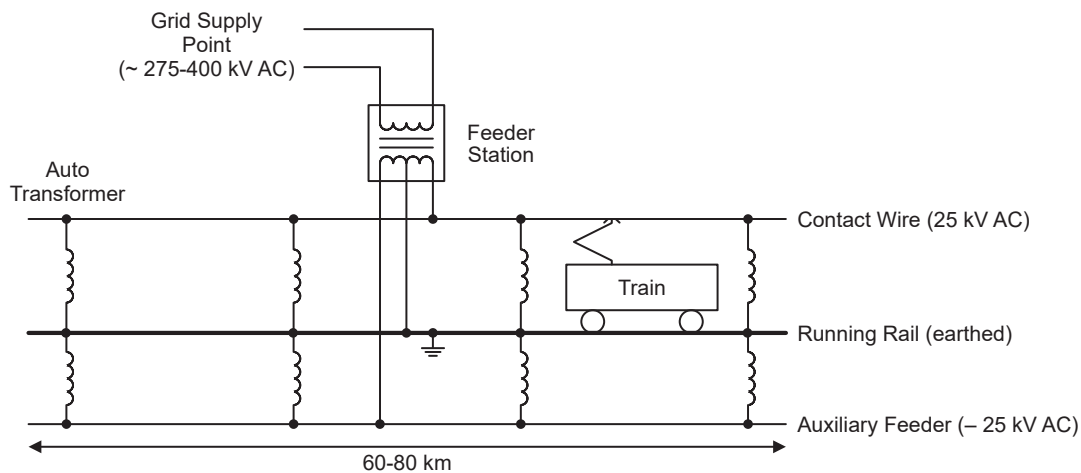 Grid Supply
Point
(~ 275-400 kV AC)
Feeder
Station
Auto
Transformer
Contact Wire (25 kV AC)
Train
Running Rail (earthed)
Auxiliary Feeder (– 25 kV AC)
60-80 km